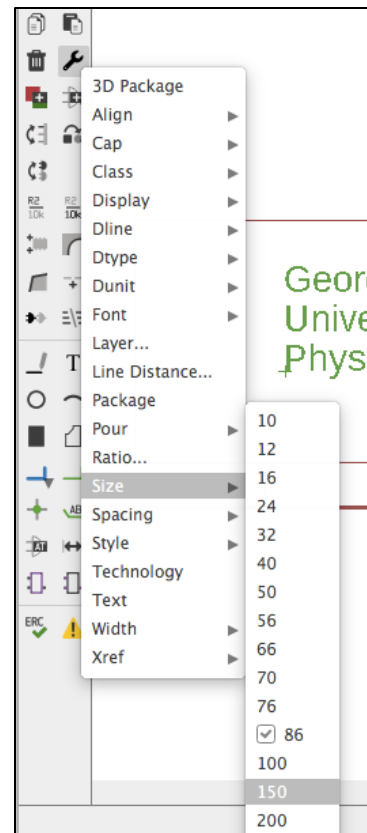 3D Package
Align
Cap
Class
Display
Dline
Dtype
Dunit
Font
Layer...
Line Distance...
Package
Pour
Ratio...
Size
Spacing
Style
Technology
Text
Width
Xref
10
12
16
24
32
40
50
56
66
70
76
86
100
150
200
R2
10k
R2
10k
T
ERC
Geor
Unive
Phys